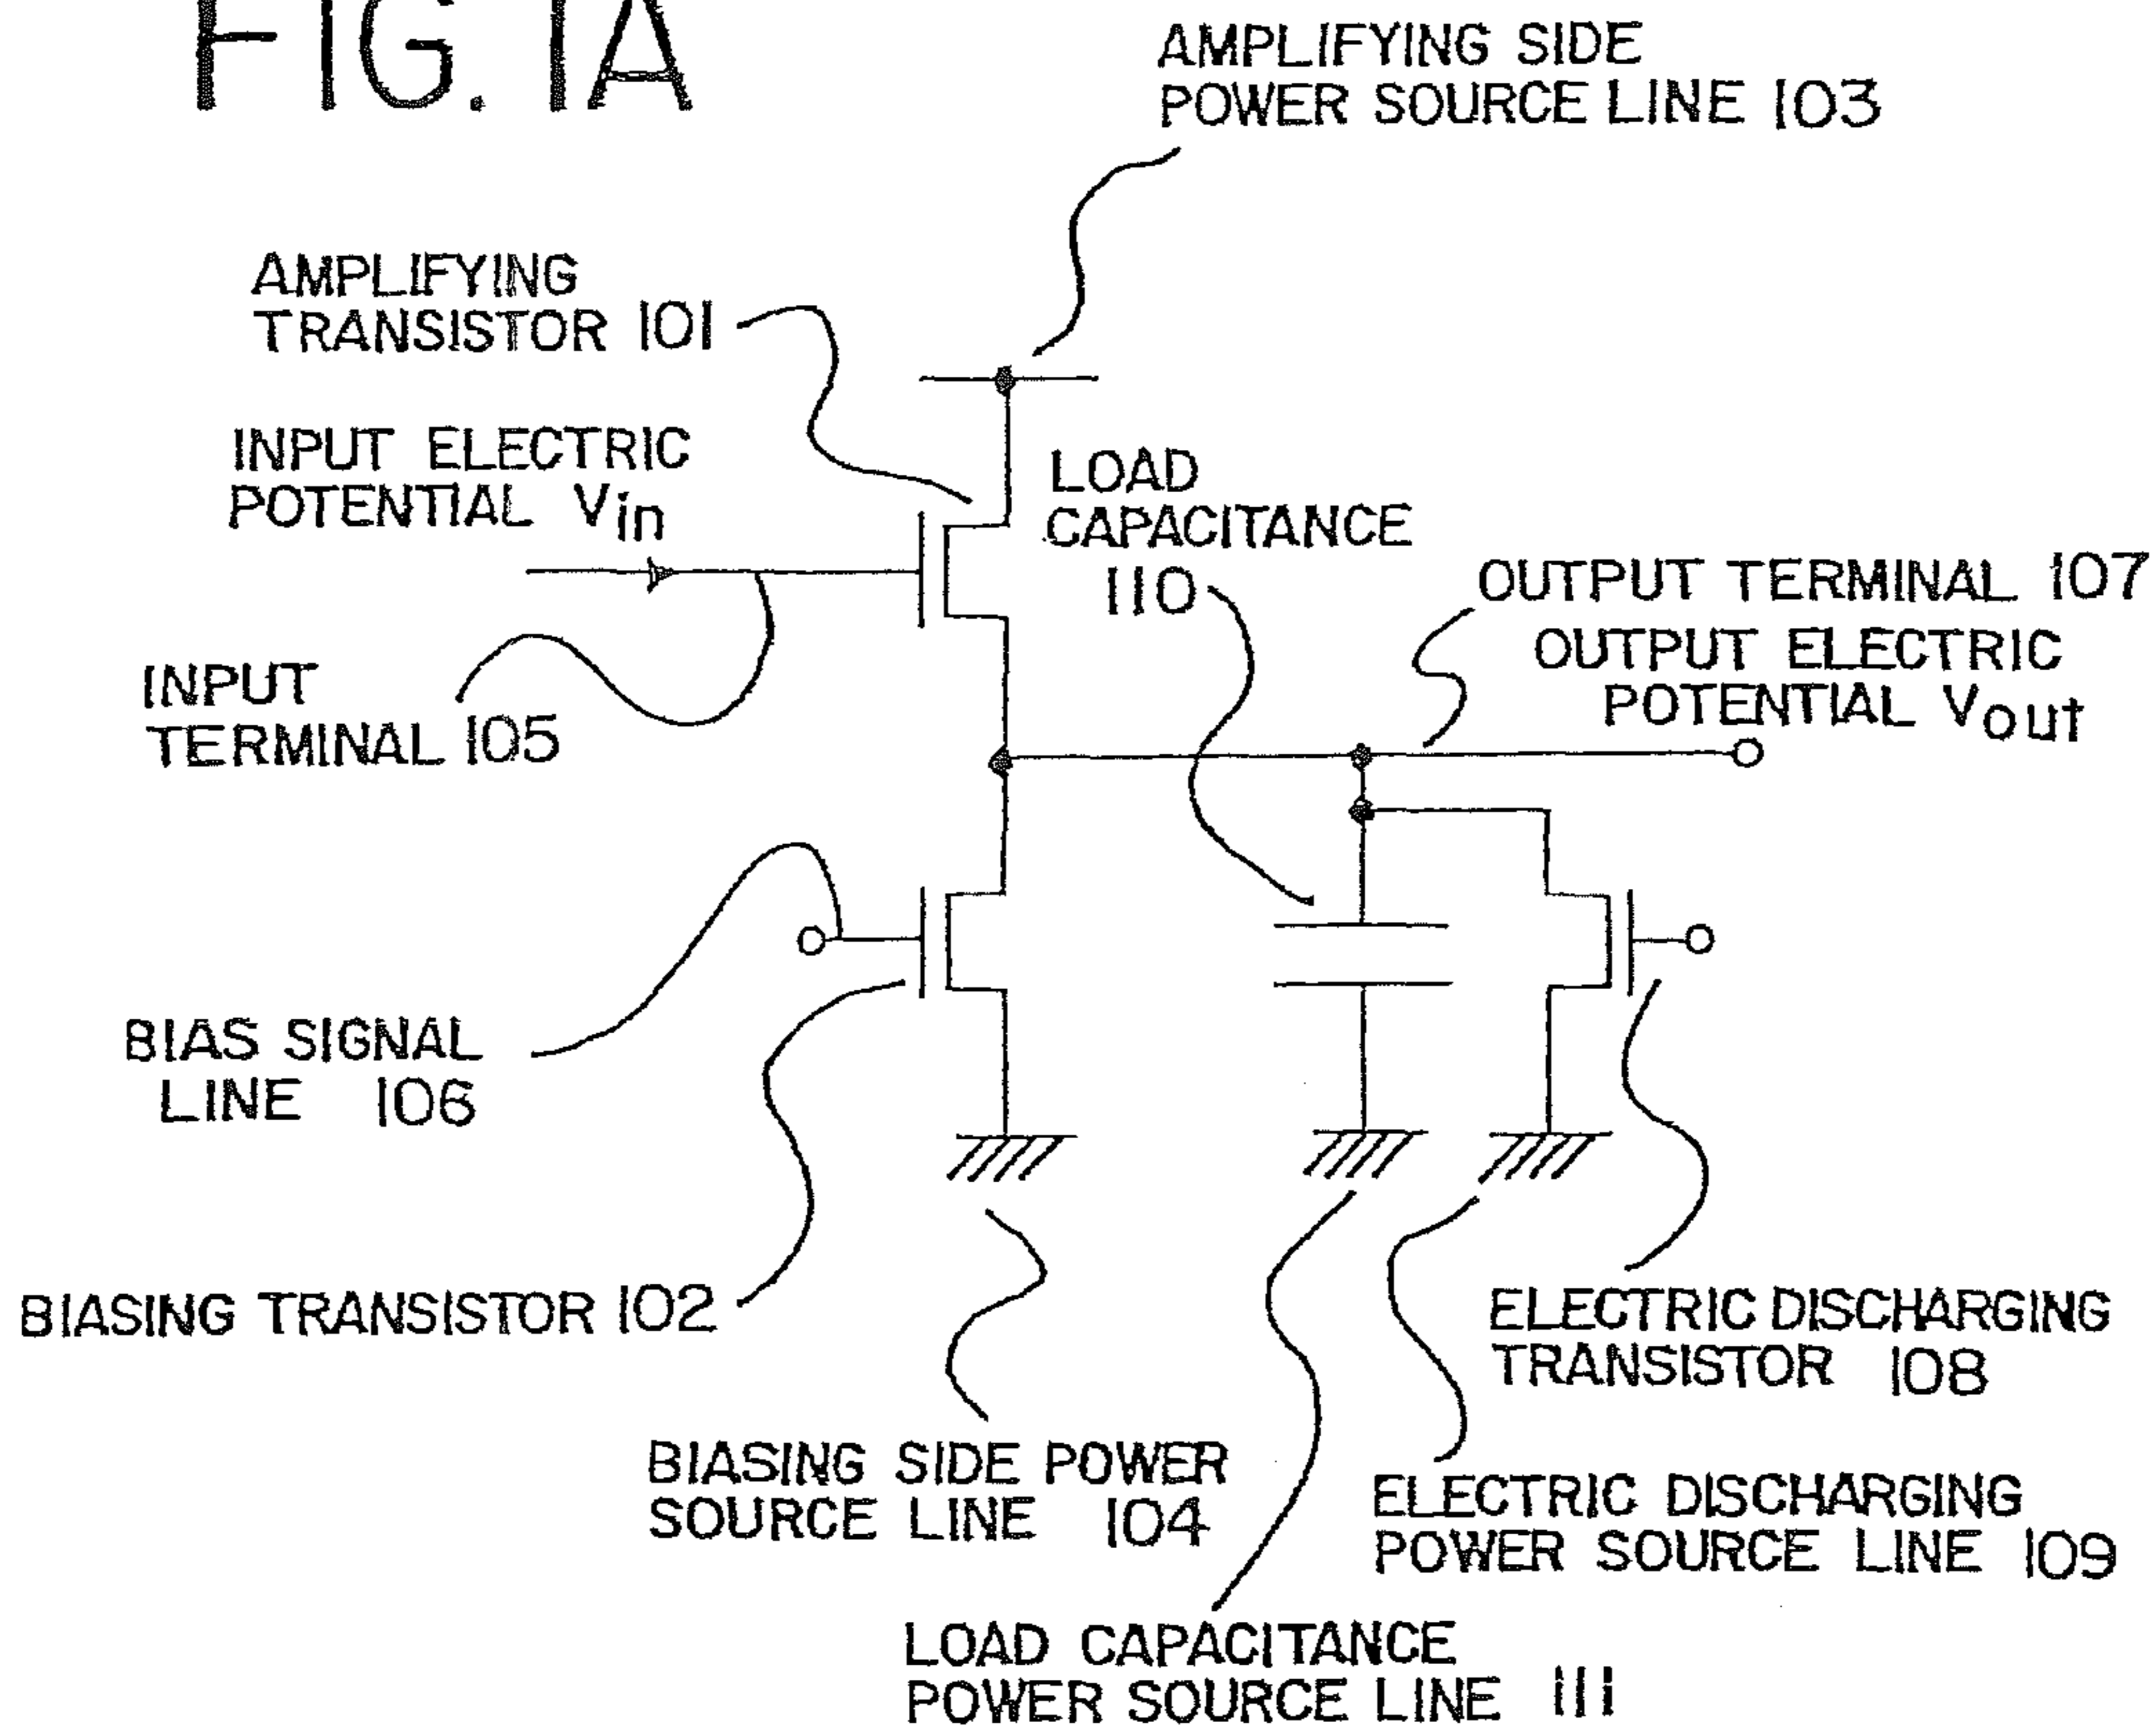 FIG. 1A
AMPLIFYING SIDE
POWER SOURCE LINE 103
AMPLIFYING
TRANSISTOR 101
INPUT ELECTRIC
POTENTIAL Vin
LOAD
CAPACITANCE
110
OUTPUT TERMINAL 107
OUTPUT ELECTRIC
POTENTIAL Vout
INPUT
TERMINAL 105
BIAS SIGNAL
LINE 106
BIASING TRANSISTOR 102
ELECTRIC DISCHARGING
TRANSISTOR 108
BIASING SIDE POWER
SOURCE LINE 104
ELECTRIC DISCHARGING
POWER SOURCE LINE 109
LOAD CAPACITANCE
POWER SOURCE LINE 111